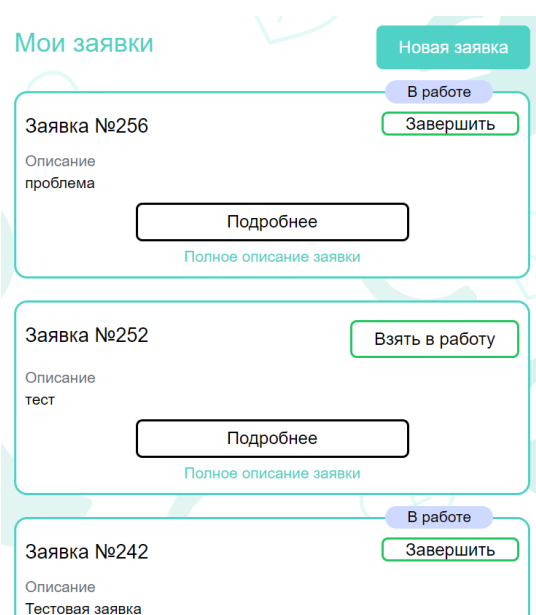 Мои заявки
Новая заявка
В работе
Заявка №256
Завершить
Описание
проблема
Подробнее
Полное описание заявки
Заявка №252
Взять в работу
Описание
тест
Подробнее
Полное описание заявки
В работе
Заявка №242
Завершить
Описание
Тестовая заявка